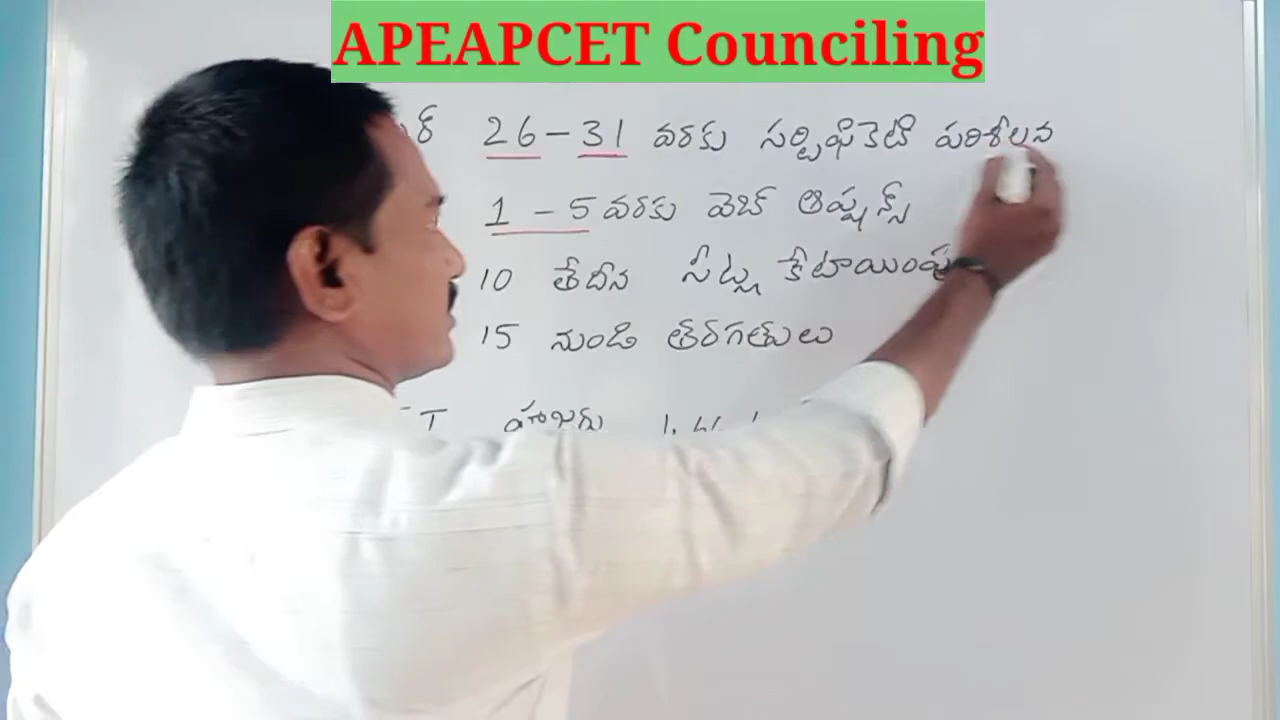 APEAPCET Counciling
26-31 వరకు సర్టిఫికెట్ పరిశీలన
1-5 వరకు వెబ్ ఆప్షన్స్
10 తేదీన సీట్ల కేటాయింపు
15 నుండి తరగతులు